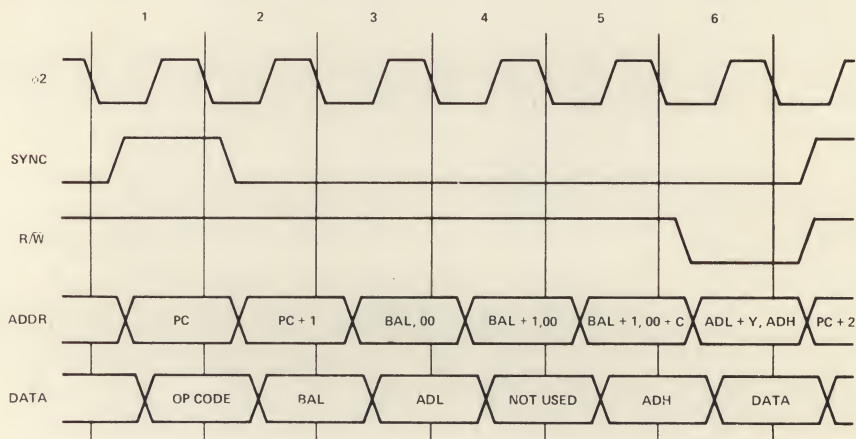 1 2 3 4 5 6
ϕ2
SYNC
R/W̅
ADDR PC PC + 1 BAL, 00 BAL + 1,00 BAL + 1, 00 + C ADL + Y, ADH PC + 2
DATA OP CODE BAL ADL NOT USED ADH DATA